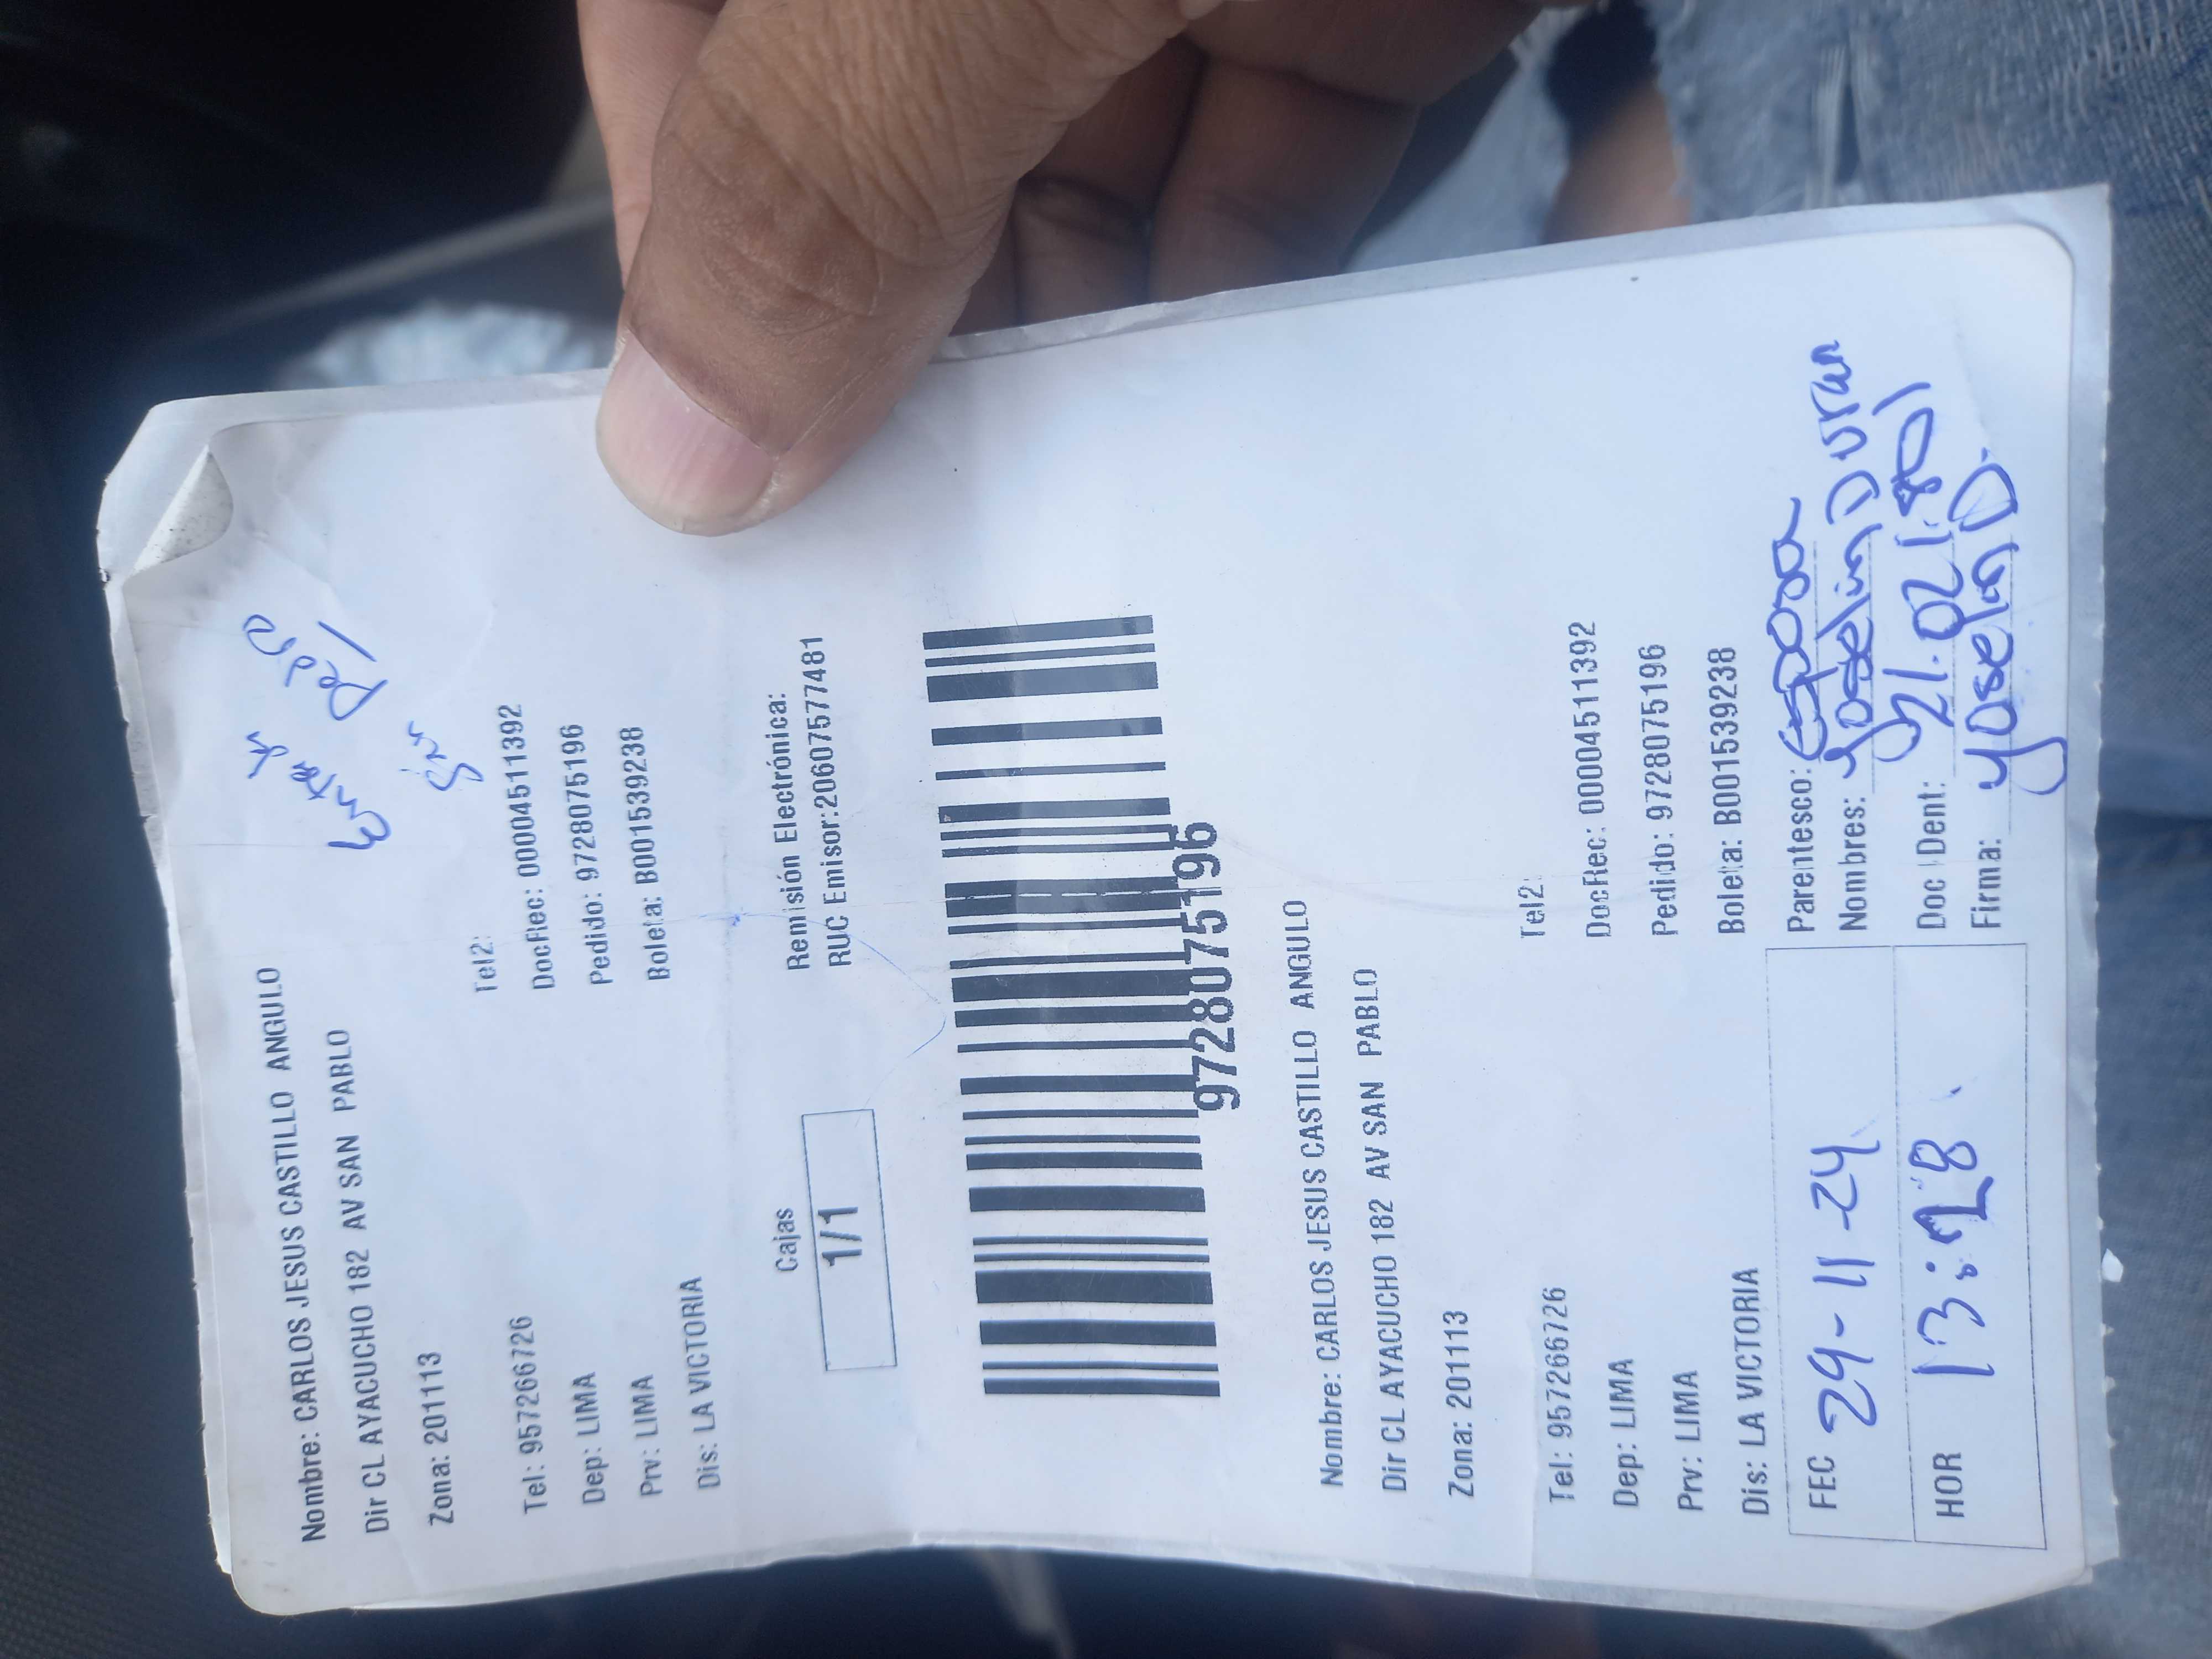 Nombre: CARLOS JESUS CASTILLO ANGULO
Dir CL AYACUCHO 182 AV SAN PABLO
Zona: 201113
Tel: 957266726
Tel2:
Dep: LIMA
DocRec: 00004511392
Prv: LIMA
Pedido: 9728075196
Dis: LA VICTORIA
Boleta: B001539238
Cajas
1/1
Remisión Electrónica:
RUC Emisor:20607577481
9728075196
Nombre: CARLOS JESUS CASTILLO ANGULO
Dir CL AYACUCHO 182 AV SAN PABLO
Zona: 201113
Tel: 957266726
Tel2:
Dep: LIMA
DocRec: 00004511392
Prv: LIMA
Pedido: 9728075196
Dis: LA VICTORIA
Boleta: B001539238
FEC 29-11-24
Parentesco: esposa
Nombres: Yoselin Duran
HOR 13:28
Doc Dent:
Firma: Yoselin D.